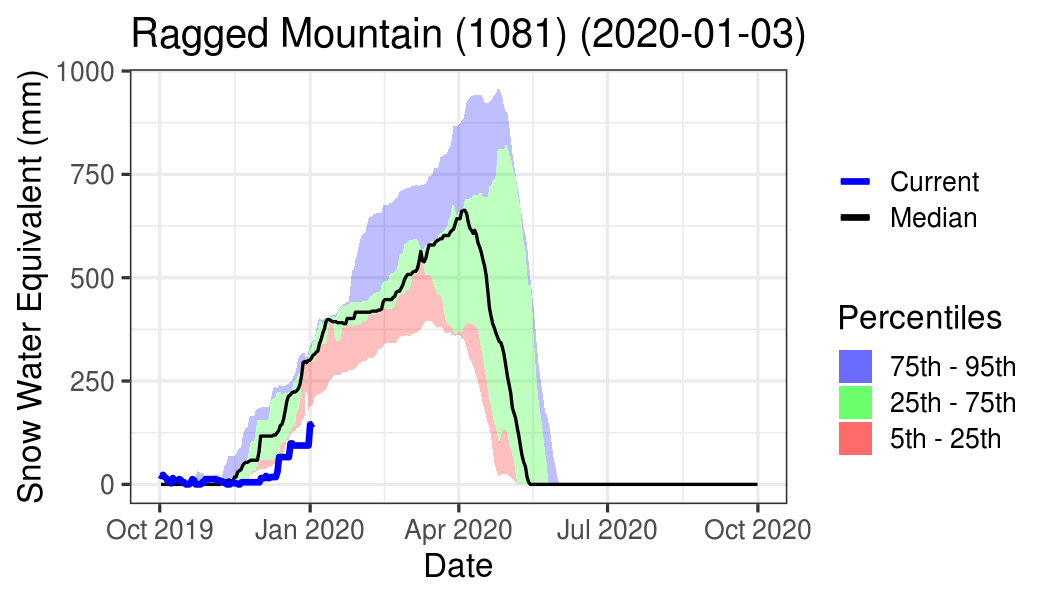 Ragged Mountain (1081) (2020-01-03)
Snow Water Equivalent (mm)
1000
750
500
250
0
Oct 2019 Jan 2020 Apr 2020 Jul 2020 Oct 2020
Date
Current
Median
Percentiles
75th - 95th
25th - 75th
5th - 25th